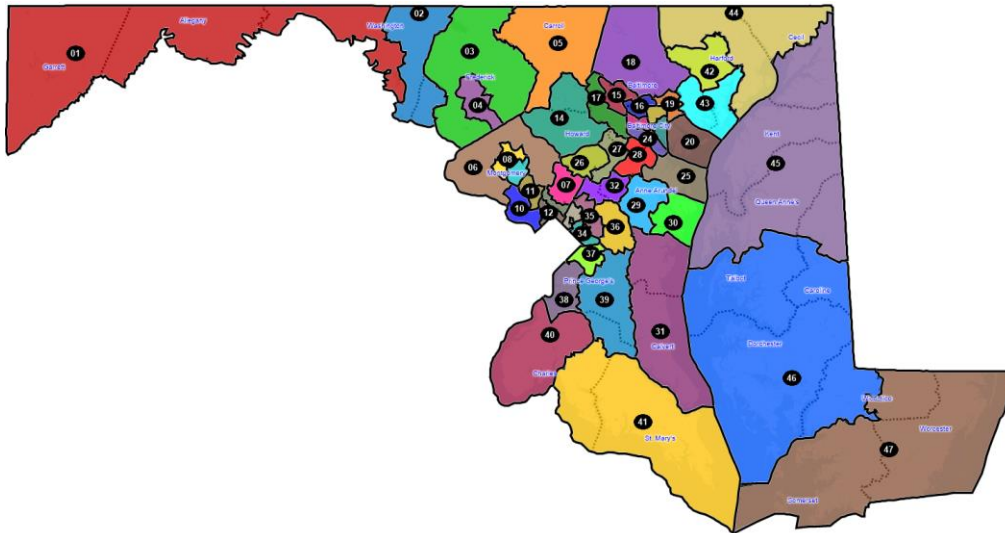 02
44
Carroll
Washington
Allegany
01
03
05
Cecil
Garrett
18
Harford
42
Frederick
Baltimore
17
15
16
19
43
04
14
Baltimore City
Kent
Howard
24
20
27
28
08
26
45
06
Montgomery
25
07
32
11
Anne Arundel
10
29
Queen Anne's
12
35
30
34
36
37
Talbot
Prince George's
Caroline
38
39
40
31
Calvert
Dorchester
Charles
46
Wicomico
41
Worcester
St. Mary's
47
Somerset